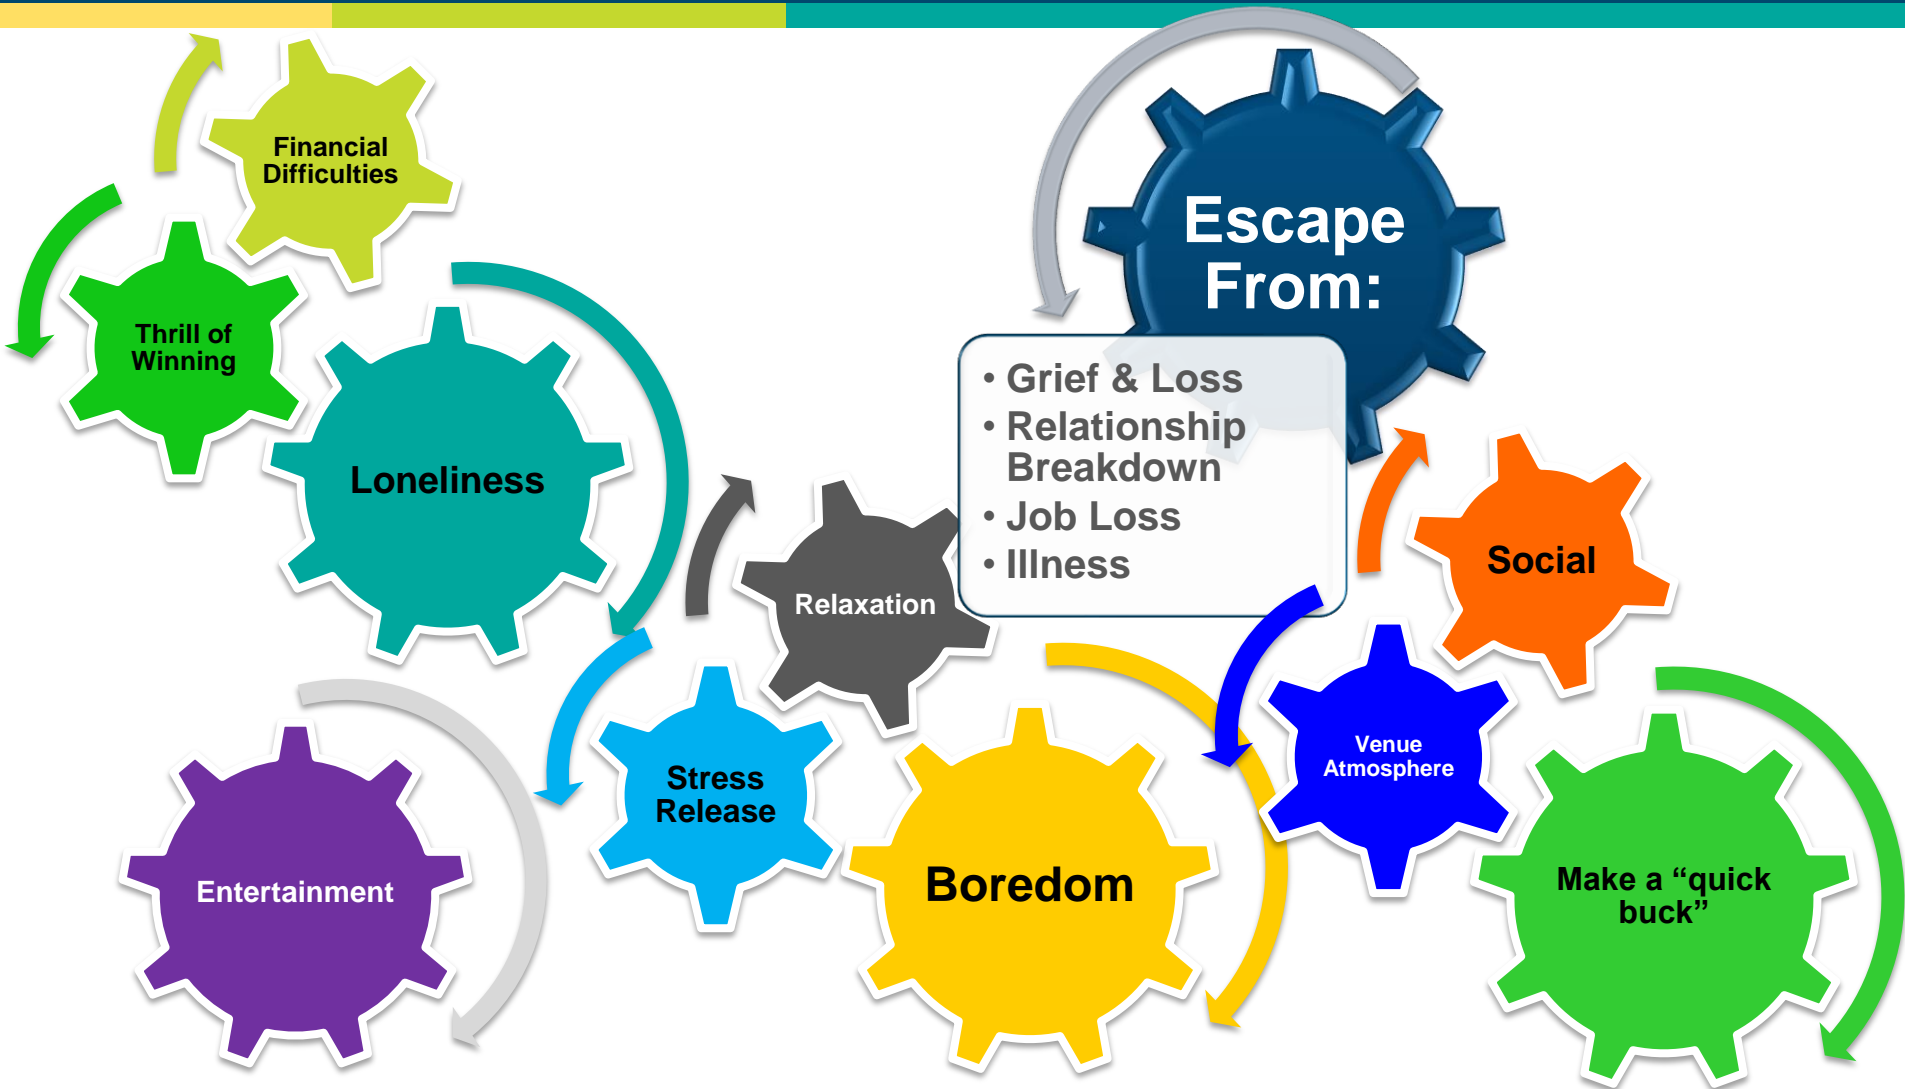 Financial
Difficulties
Thrill of
Winning
Loneliness
Escape
From:
• Grief & Loss
• Relationship
Breakdown
• Job Loss
• Illness
Relaxation
Social
Entertainment
Stress
Release
Boredom
Venue
Atmosphere
Make a “quick
buck”